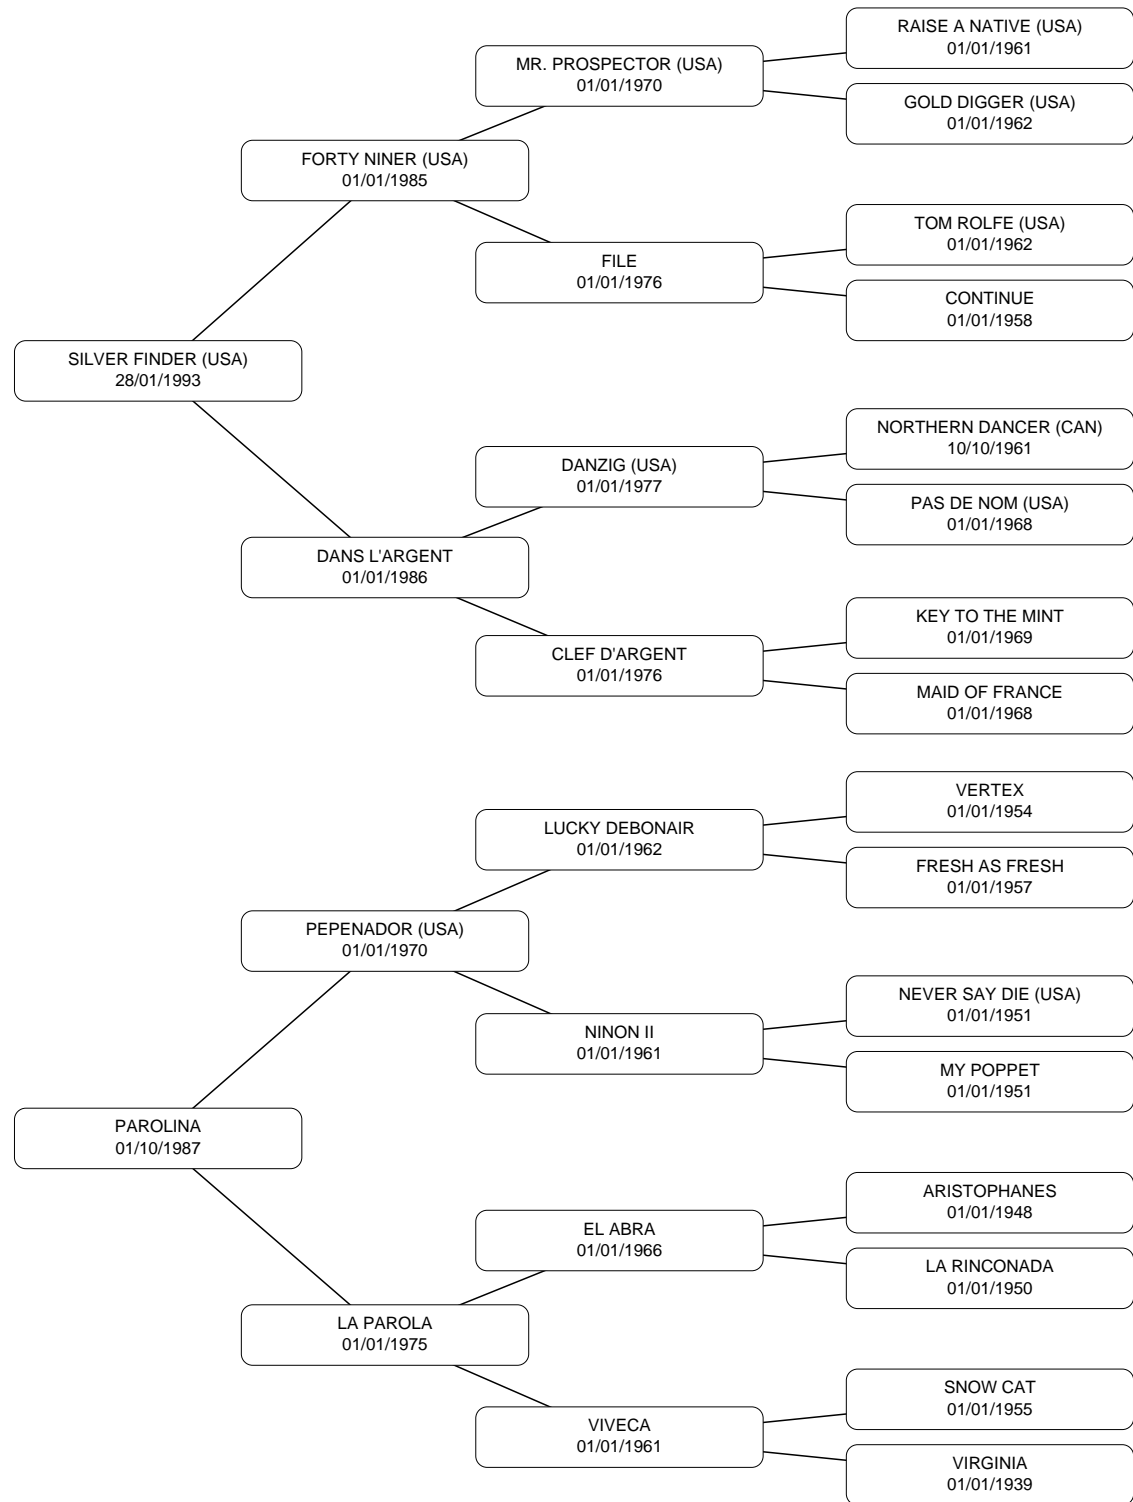 RAISE A NATIVE (USA)
01/01/1961
MR. PROSPECTOR (USA)
01/01/1970
GOLD DIGGER (USA)
01/01/1962
FORTY NINER (USA)
01/01/1985
TOM ROLFE (USA)
01/01/1962
FILE
01/01/1976
CONTINUE
01/01/1958
SILVER FINDER (USA)
28/01/1993
NORTHERN DANCER (CAN)
10/10/1961
DANZIG (USA)
01/01/1977
PAS DE NOM (USA)
01/01/1968
DANS L'ARGENT
01/01/1986
KEY TO THE MINT
01/01/1969
CLEF D'ARGENT
01/01/1976
MAID OF FRANCE
01/01/1968
VERTEX
01/01/1954
LUCKY DEBONAIR
01/01/1962
FRESH AS FRESH
01/01/1957
PEPENADOR (USA)
01/01/1970
NEVER SAY DIE (USA)
01/01/1951
NINON II
01/01/1961
MY POPPET
01/01/1951
PAROLINA
01/10/1987
ARISTOPHANES
01/01/1948
EL ABRA
01/01/1966
LA RINCONADA
01/01/1950
LA PAROLA
01/01/1975
SNOW CAT
01/01/1955
VIVECA
01/01/1961
VIRGINIA
01/01/1939